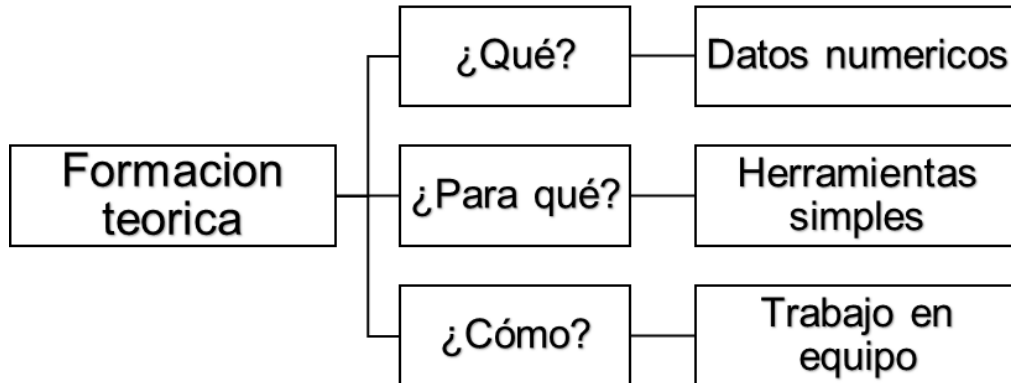 ¿Qué?
Datos numericos
Formacion
teorica
¿Para qué?
Herramientas
simples
¿Cómo?
Trabajo en
equipo